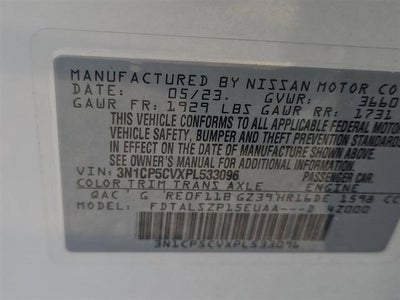 MANUFACTURED BY NISSAN MOTOR CO
DATE: 05/23. GVWR: 3660
GAWR FR: 1929 LBS GAWR RR: 1731
THIS VEHICLE CONFORMS TO ALL APPLICABLE FEDERAL MOTOR
VEHICLE SAFETY, BUMPER AND THEFT PREVENTION STANDARDS
IN EFFECT ON THE DATE OF MANUFACTURE SHOWN ABOVE.
SEE OWNER'S MANUAL FOR ADDITIONAL INFORMATION.
VIN: 3N1CP5CVXPL533096 PASSENGER CAR
COLOR TRIM TRANS AXLE ENGINE
QAC G RE0F11B GZ39 HR16DE 1598 CC
MODEL: FDTALSZP15EUAA---D 42000
3N1CP5CVXPL533096